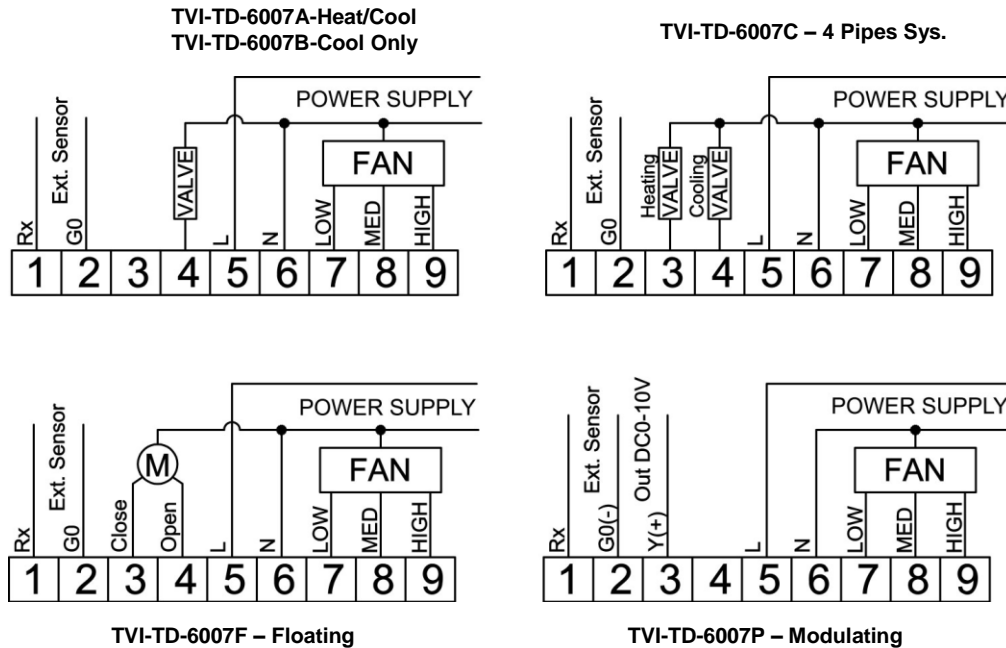 TVI-TD-6007A-Heat/Cool
TVI-TD-6007B-Cool Only
POWER SUPPLY
Rx
Ext. Sensor
G0
VALVE
L
N
FAN
LOW
MED
HIGH
1 2 3 4 5 6 7 8 9
TVI-TD-6007C – 4 Pipes Sys.
POWER SUPPLY
Rx
Ext. Sensor
G0
Heating
VALVE
Cooling
VALVE
L
N
FAN
LOW
MED
HIGH
1 2 3 4 5 6 7 8 9
POWER SUPPLY
Rx
Ext. Sensor
G0
Close
M
Open
L
N
FAN
LOW
MED
HIGH
1 2 3 4 5 6 7 8 9
TVI-TD-6007F – Floating
POWER SUPPLY
Rx
Ext. Sensor
G0(-)
Y(+)
Out DC0-10V
L
N
FAN
LOW
MED
HIGH
1 2 3 4 5 6 7 8 9
TVI-TD-6007P – Modulating